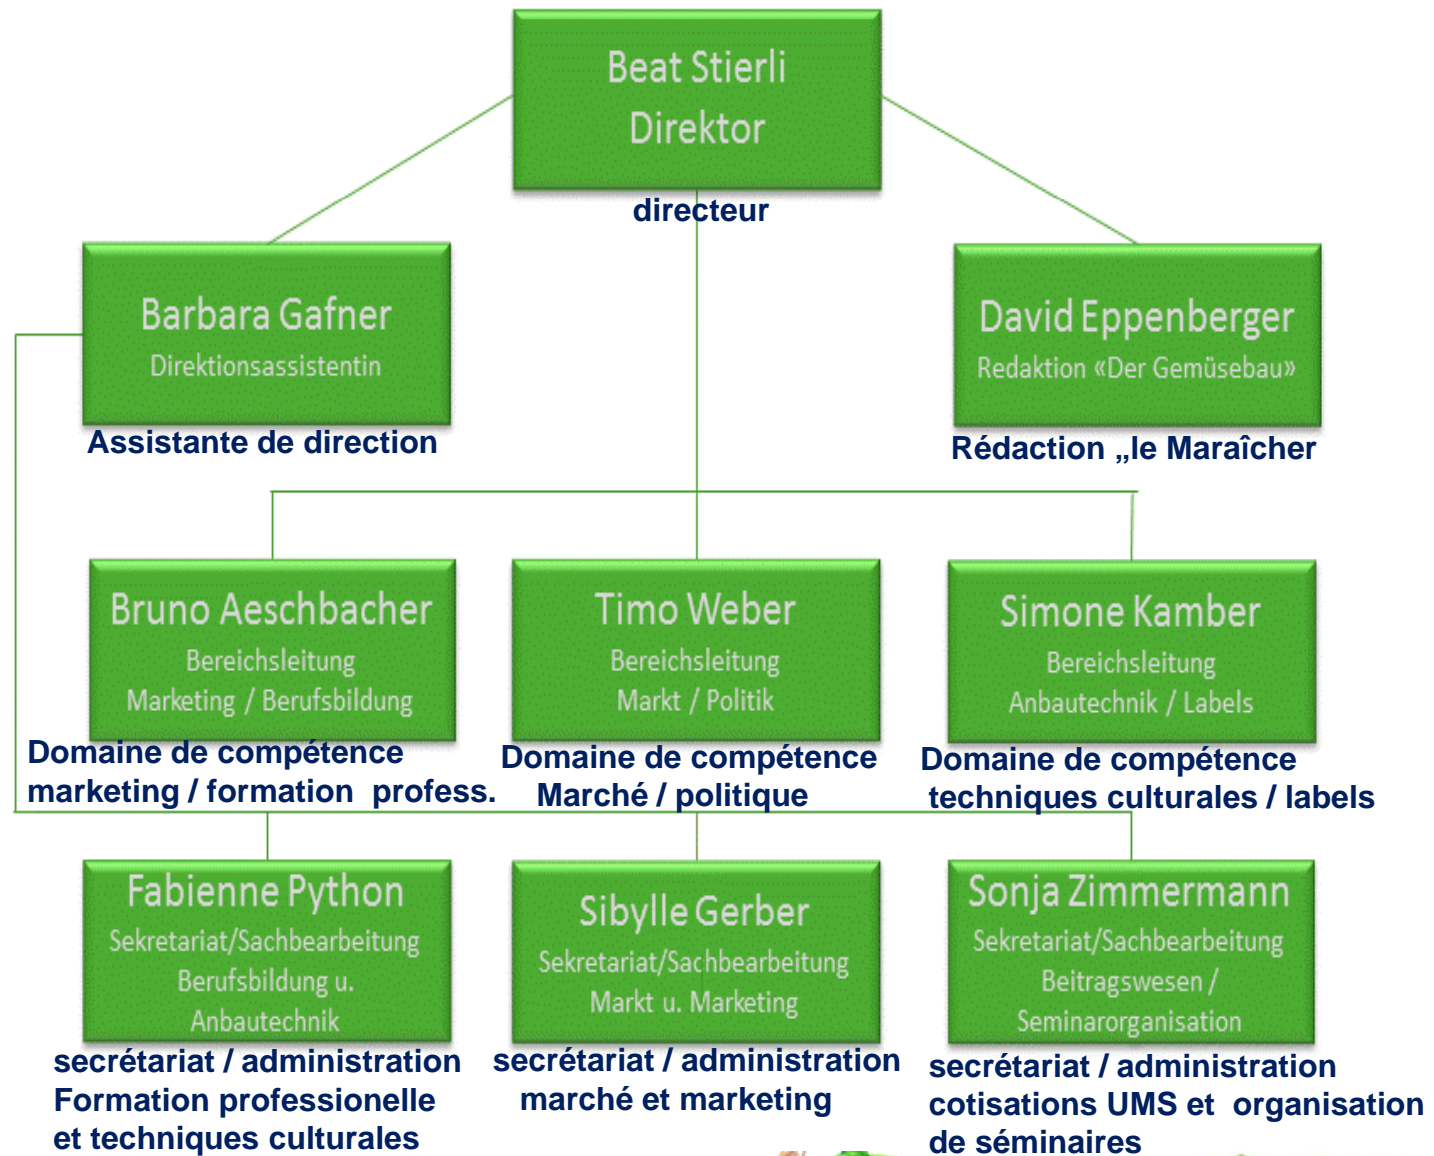 Beat Stierli
Direktor
directeur
Barbara Gafner
Direktionsassistentin
Assistante de direction
David Eppenberger
Redaktion «Der Gemüsebau»
Rédaction „le Maraîcher
Bruno Aeschbacher
Bereichsleitung
Marketing / Berufsbildung
Domaine de compétence
marketing / formation profess.
Timo Weber
Bereichsleitung
Markt / Politik
Domaine de compétence
Marché / politique
Simone Kamber
Bereichsleitung
Anbautechnik / Labels
Domaine de compétence
techniques culturales / labels
Fabienne Python
Sekretariat/Sachbearbeitung
Berufsbildung u.
Anbautechnik
secrétariat / administration
Formation professionelle
et techniques culturales
Sibylle Gerber
Sekretariat/Sachbearbeitung
Markt u. Marketing
secrétariat / administration
marché et marketing
Sonja Zimmermann
Sekretariat/Sachbearbeitung
Beitragswesen /
Seminarorganisation
secrétariat / administration
cotisations UMS et organisation
de séminaires